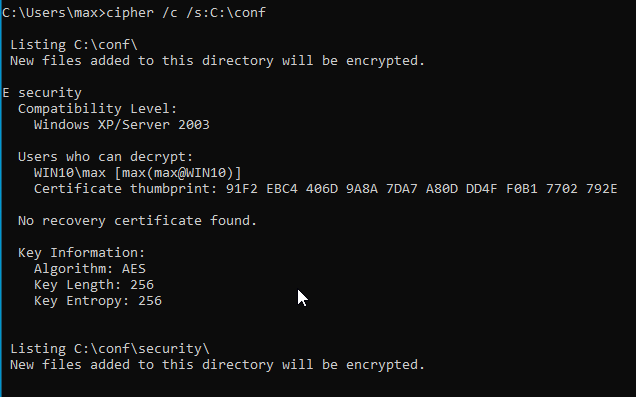 C:\Users\max>cipher /c /s:C:\conf
Listing C:\conf\
New files added to this directory will be encrypted.
E security
Compatibility Level:
Windows XP/Server 2003
Users who can decrypt:
WIN10\max [max(max@WIN10)]
Certificate thumbprint: 91F2 EBC4 406D 9A8A 7DA7 A80D DD4F F0B1 7702 792E
No recovery certificate found.
Key Information:
Algorithm: AES
Key Length: 256
Key Entropy: 256
Listing C:\conf\security\
New files added to this directory will be encrypted.